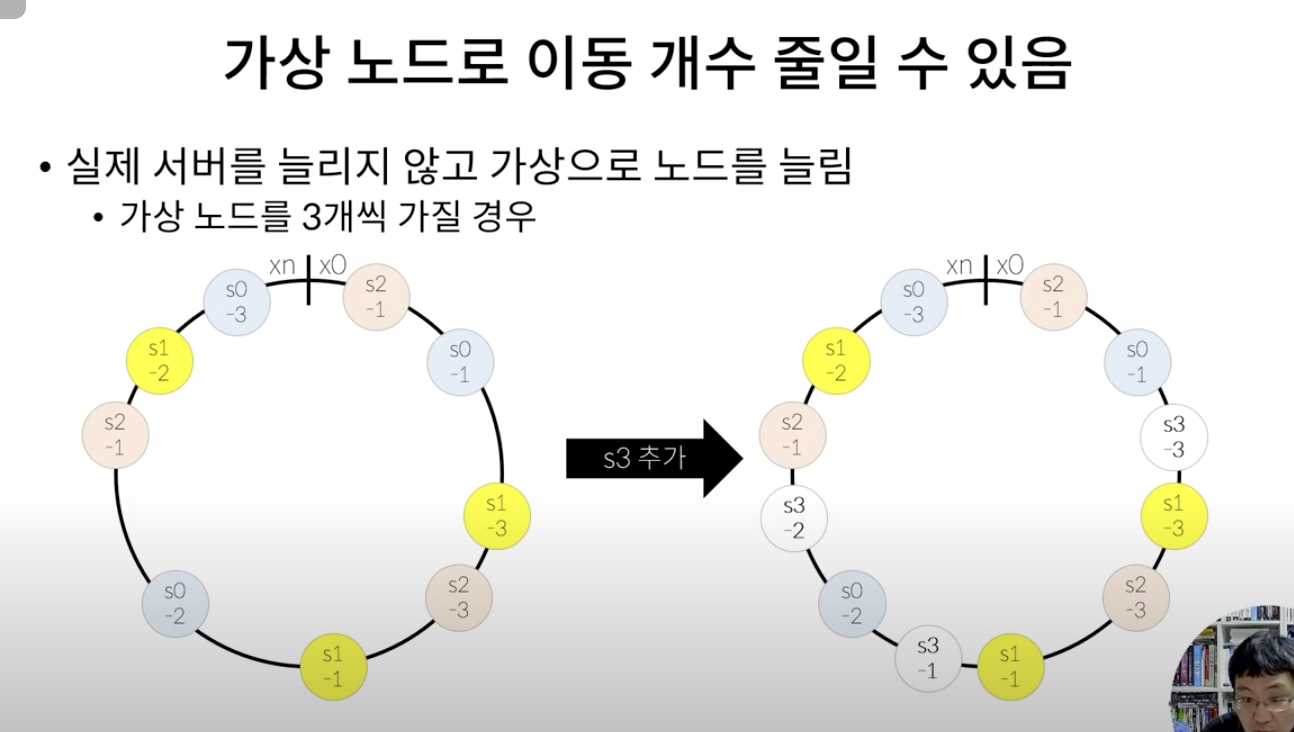 가상 노드로 이동 개수 줄일 수 있음
• 실제 서버를 늘리지 않고 가상으로 노드를 늘림
• 가상 노드를 3개씩 가질 경우
xn x0
s0
-3
s2
-1
s1
-2
s0
-1
s2
-1
s1
-3
s0
-2
s2
-3
s1
-1
s3 추가
xn x0
s0
-3
s2
-1
s1
-2
s0
-1
s2
-1
s3
-3
s3
-2
s1
-3
s0
-2
s2
-3
s3
-1
s1
-1